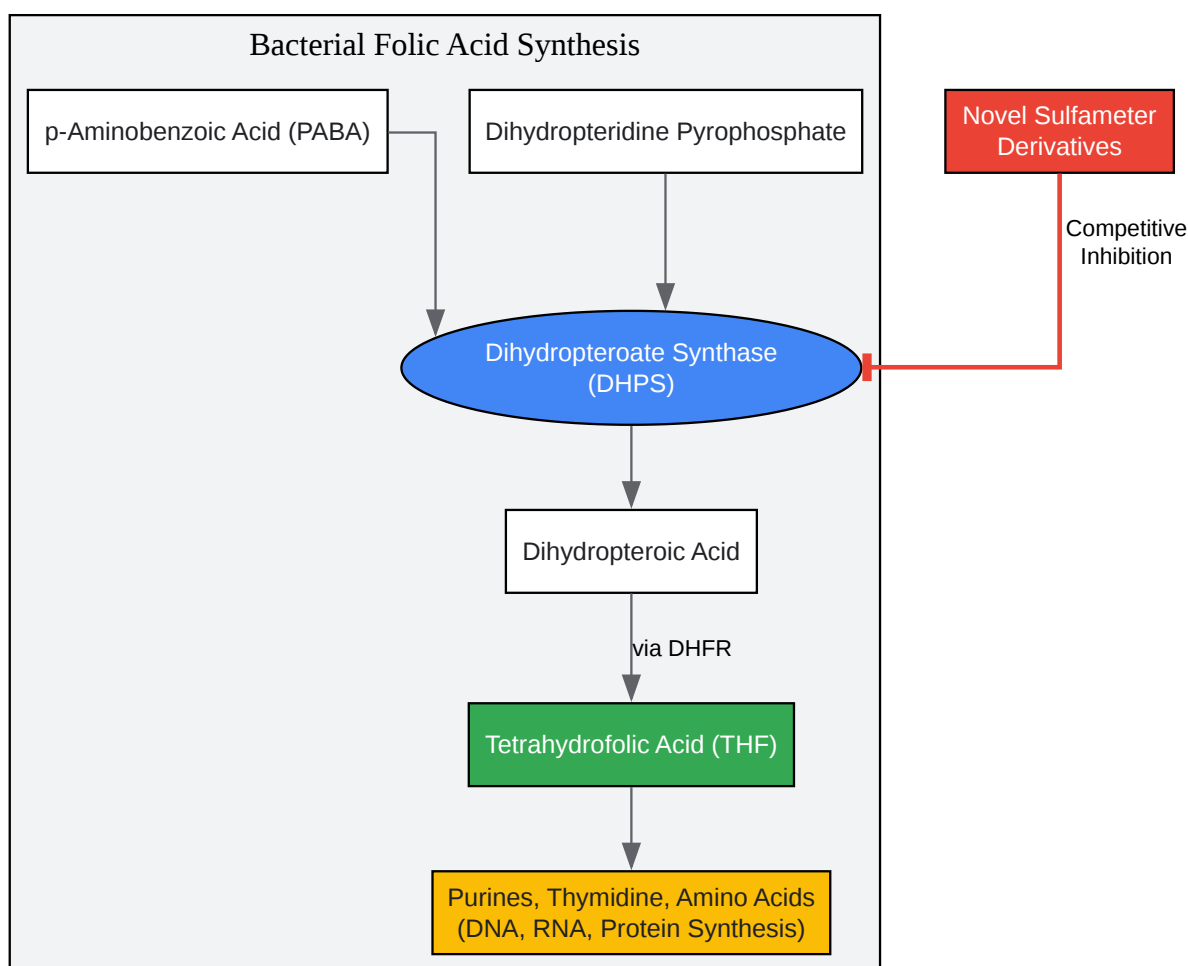 Bacterial Folic Acid Synthesis
p-Aminobenzoic Acid (PABA)
Dihydropteridine Pyrophosphate
Novel Sulfameter
Derivatives
Competitive
Inhibition
Dihydropteroate Synthase
(DHPS)
Dihydropteroic Acid
via DHFR
Tetrahydrofolic Acid (THF)
Purines, Thymidine, Amino Acids
(DNA, RNA, Protein Synthesis)